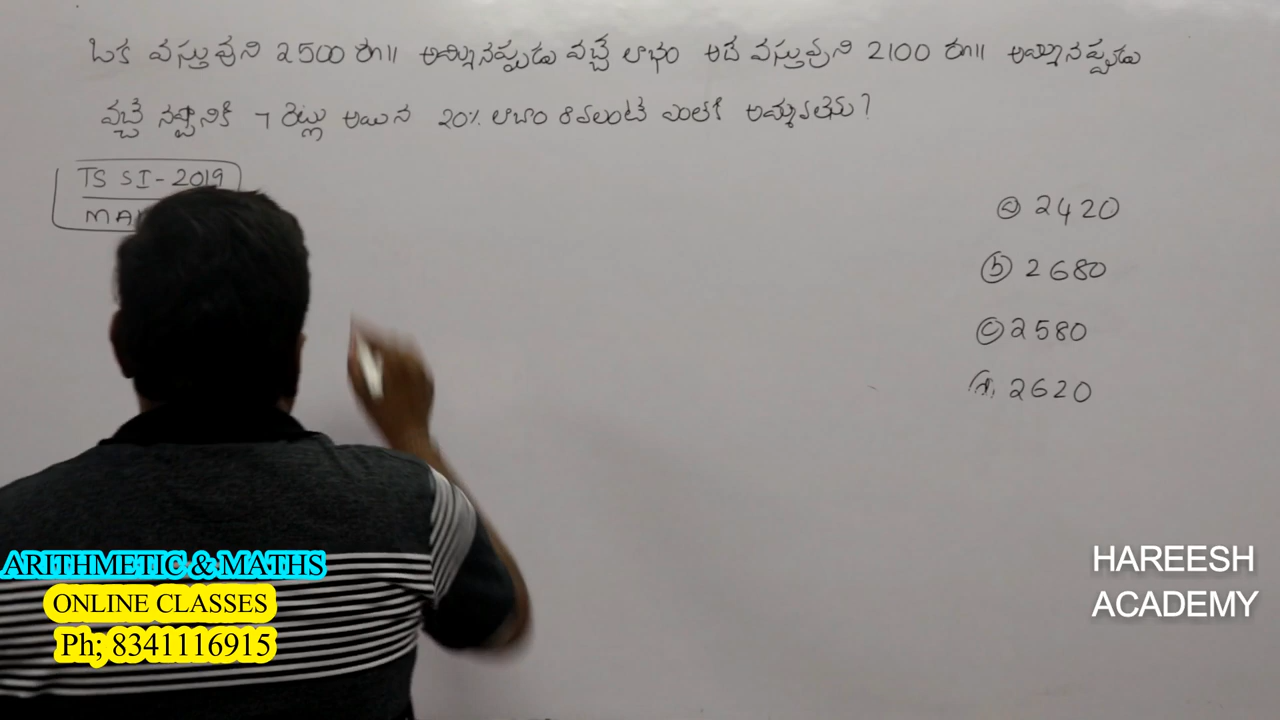 ఒక వస్తువుని 2500 రూ॥ అమ్మినప్పుడు వచ్చే లాభం అదే వస్తువుని 2100 రూ॥ అమ్మినప్పుడు
వచ్చే నష్టానికి 7 రెట్లు అయిన 20% లాభం రావలంటే ఎంతకి అమ్మవలెను?
TS SI - 2019
MAI
ⓐ 2420
ⓑ 2680
ⓒ 2580
ⓓ 2620
ARITHMETIC & MATHS
ONLINE CLASSES
Ph; 8341116915
HAREESH
ACADEMY